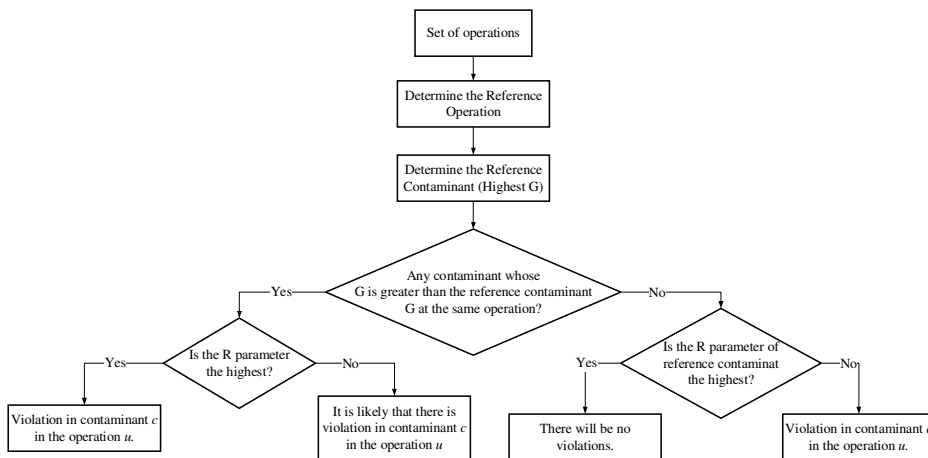 Set of operations
Determine the Reference
Operation
Determine the Reference
Contaminant (Highest G)
Any contaminant whose
G is greater than the reference contaminant
G at the same operation?
Yes
No
Is the R parameter
the highest?
Yes
No
Is the R parameter of
reference contaminat
the highest?
Yes
No
Violation in contaminant c
in the operation u.
It is likely that there is
violation in contaminant c
in the operation u
There will be no
violations.
Violation in contaminant c
in the operation u.